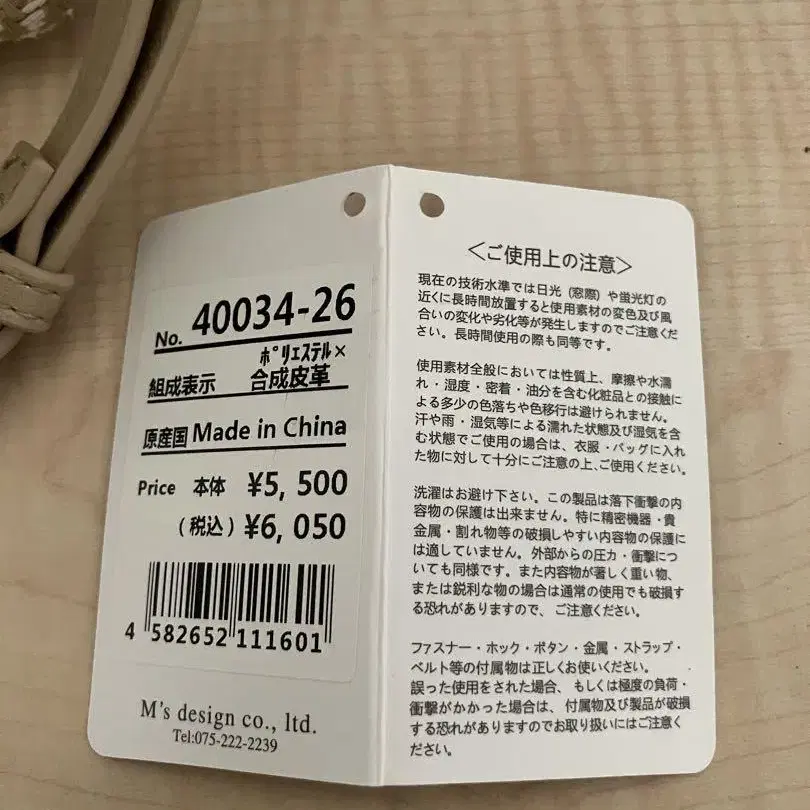 No. 40034-26
ﾎﾟﾘｴｽﾃﾙ×
組成表示 合成皮革
原産国 Made in China
Price 本体 ¥5,500
(税込) ¥6,050
4 582652 111601
M's design co., ltd.
Tel:075-222-2239
＜ご使用上の注意＞
現在の技術水準では日光（窓際）や蛍光灯の
近くに長時間放置すると使用素材の変色及び風
合いの変化や劣化等が発生しますのでご注意くだ
さい。長時間使用の際も同等です。
使用素材全般においては性質上、摩擦や水濡
れ・湿度・密着・油分を含む化粧品との接触に
よる多少の色落ちや色移行は避けられません。
汗や雨・湿気等による濡れた状態及び湿気を含
む状態でご使用の場合は、衣服・バッグに入れ
た物に対して十分にご注意の上、ご使用ください。
洗濯はお避け下さい。この製品は落下衝撃の内
容物の保護は出来ません。特に精密機器・貴
金属・割れ物等の破損しやすい内容物の保護に
は適していません。外部からの圧力・衝撃につ
いても同様です。また内容物が著しく重い物、
または鋭利な物の場合は通常の使用でも破損す
る恐れがありますので、ご注意ください。
ファスナー・ホック・ボタン・金属・ストラップ・
ベルト等の付属物は正しくお使いください。
誤った使用をされた場合、もしくは極度の負荷・
衝撃がかかった場合は、付属物及び製品が破損
する恐れがありますのでお取り扱いにはご注意く
ださい。